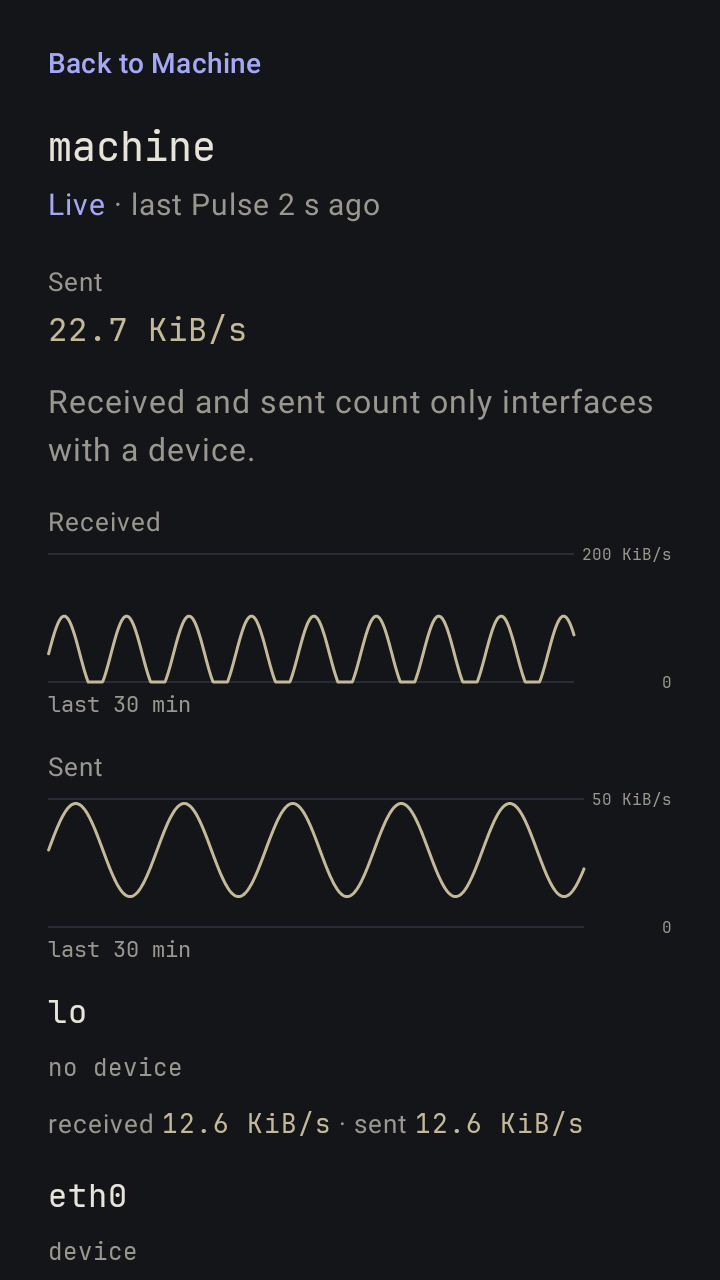 Back to Machine
machine
Live · last Pulse 2 s ago
Sent
22.7 KiB/s
Received and sent count only interfaces
with a device.
Received
200 KiB/s
0
last 30 min
Sent
50 KiB/s
0
last 30 min
lo
no device
received 12.6 KiB/s · sent 12.6 KiB/s
eth0
device